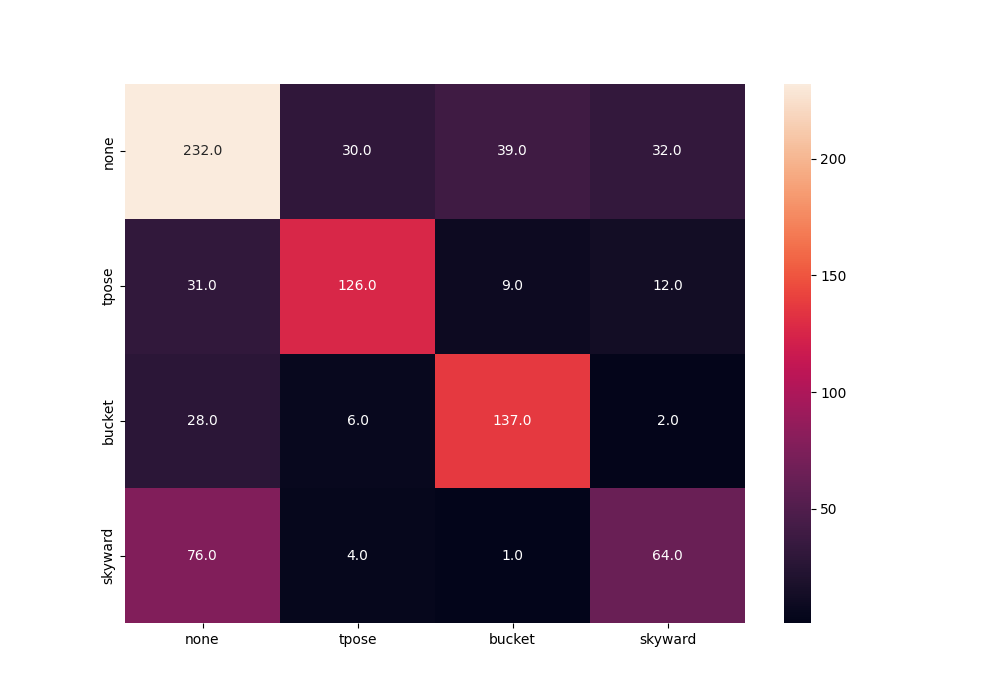 none 232.0 30.0 39.0 32.0
tpose 31.0 126.0 9.0 12.0
bucket 28.0 6.0 137.0 2.0
skyward 76.0 4.0 1.0 64.0
none tpose bucket skyward
200
150
100
50